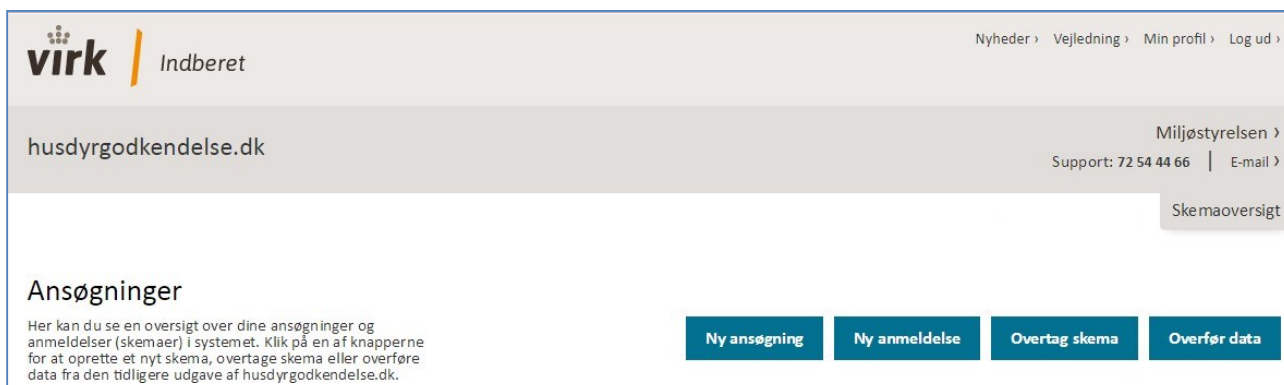 virk Indberet
Nyheder › Vejledning › Min profil › Log ud ›
husdyrgodkendelse.dk
Miljøstyrelsen ›
Support: 72 54 44 66 | E-mail ›
Skemaoversigt
Ansøgninger
Her kan du se en oversigt over dine ansøgninger og
anmeldelser (skemaer) i systemet. Klik på en af knapperne
for at oprette et nyt skema, overtage skema eller overføre
data fra den tidligere udgave af husdyrgodkendelse.dk.
Ny ansøgning Ny anmeldelse Overtag skema Overfør data